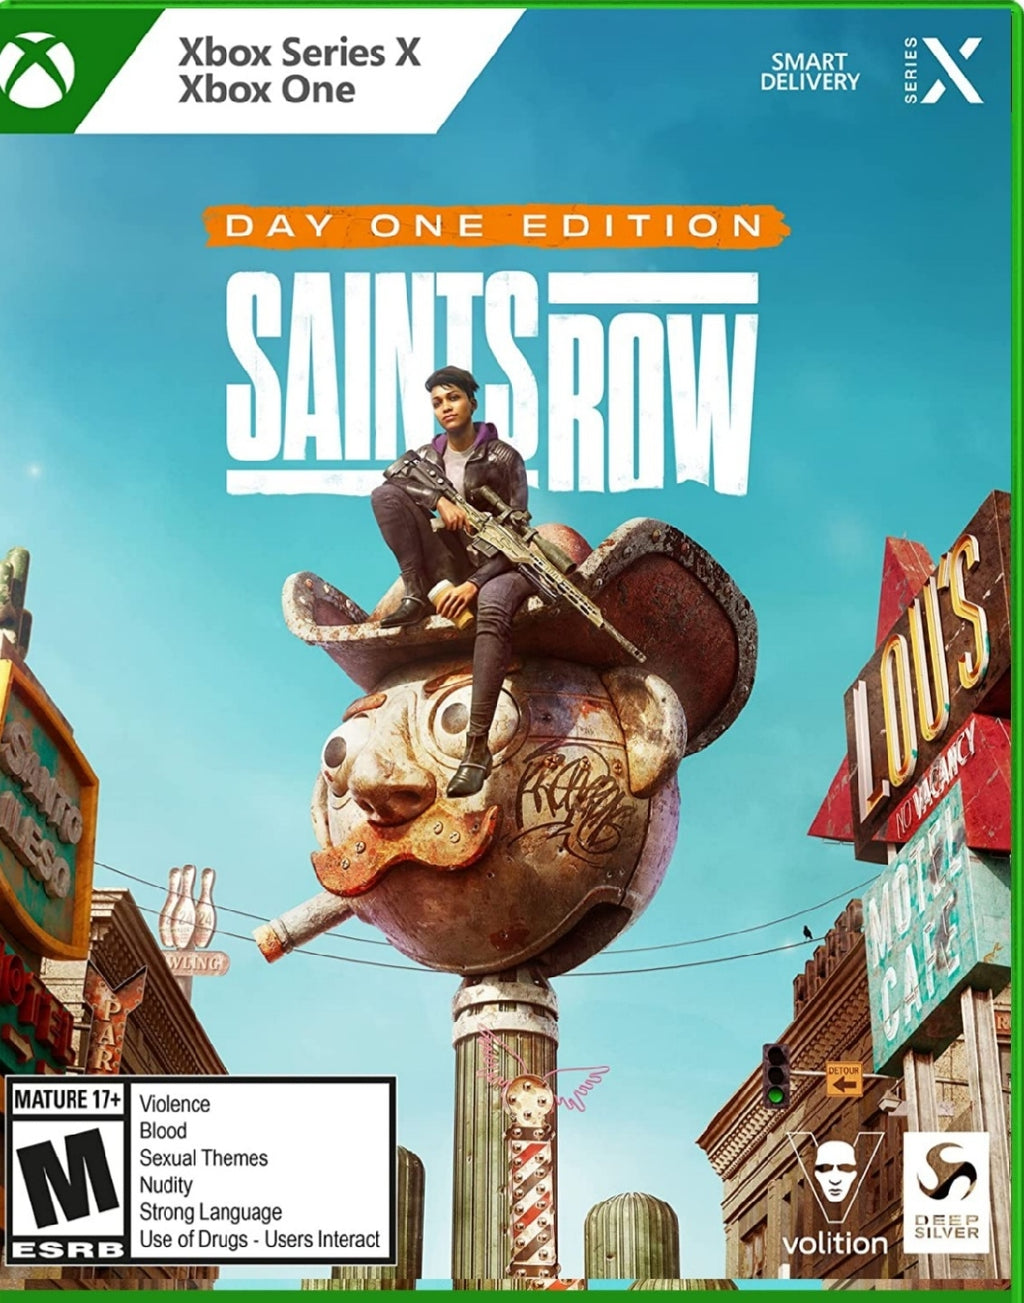 Xbox Series X
Xbox One
SMART
DELIVERY
SERIES
X
DAY ONE EDITION
SAINTS
ROW
LOU'S
NO VACANCY
MOTEL
CAFE
BOWLING
DETOUR
MATURE 17+
M
ESRB
Violence
Blood
Sexual Themes
Nudity
Strong Language
Use of Drugs - Users Interact
volition
DEEP
SILVER